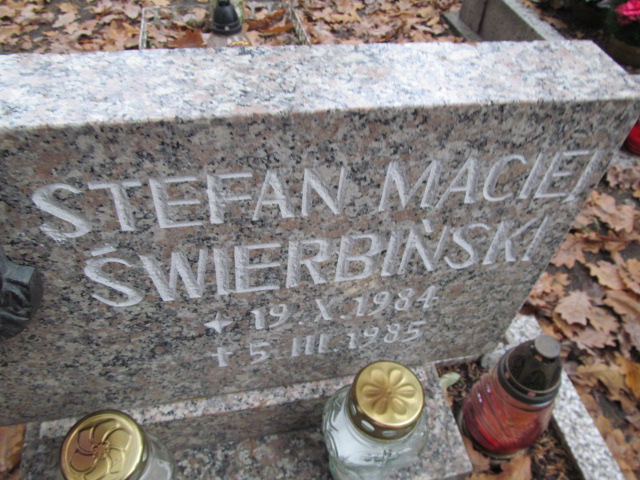 STEFAN MACIEJ
ŚWIERBIŃSKI
19.X.1984
5.III.1985